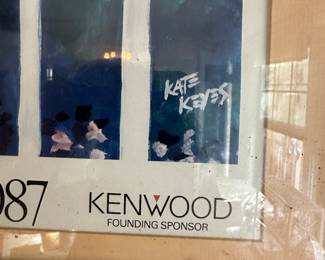 KATE
KEYES
987
KENWOOD
FOUNDING SPONSOR